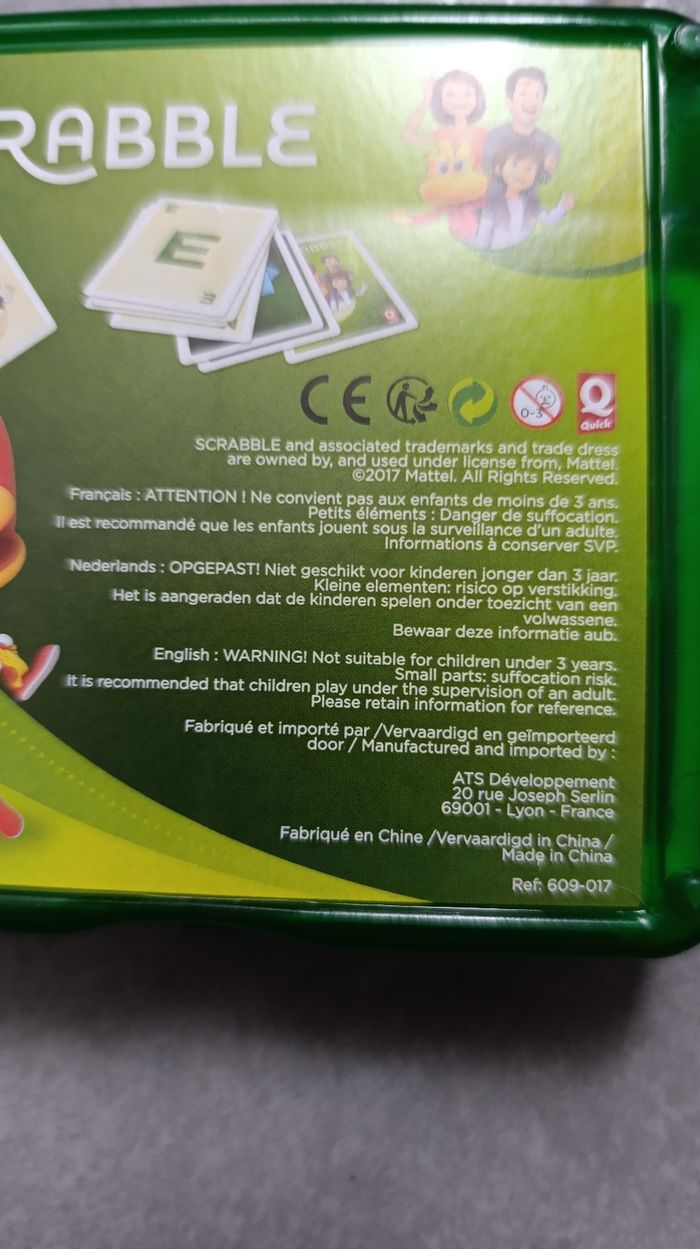 RABBLE
E
E
E
CE
0-3
Q
Quick
SCRABBLE and associated trademarks and trade dress
are owned by, and used under license from, Mattel.
©2017 Mattel. All Rights Reserved.
Français : ATTENTION ! Ne convient pas aux enfants de moins de 3 ans.
Petits éléments : Danger de suffocation.
Il est recommandé que les enfants jouent sous la surveillance d'un adulte.
Informations à conserver SVP.
Nederlands : OPGEPAST! Niet geschikt voor kinderen jonger dan 3 jaar.
Kleine elementen: risico op verstikking.
Het is aangeraden dat de kinderen spelen onder toezicht van een
volwassene.
Bewaar deze informatie aub.
English : WARNING! Not suitable for children under 3 years.
Small parts: suffocation risk.
It is recommended that children play under the supervision of an adult.
Please retain information for reference.
Fabriqué et importé par /Vervaardigd en geïmporteerd
door / Manufactured and imported by :
ATS Développement
20 rue Joseph Serlin
69001 - Lyon - France
Fabriqué en Chine /Vervaardigd in China /
Made in China
Ref: 609-017